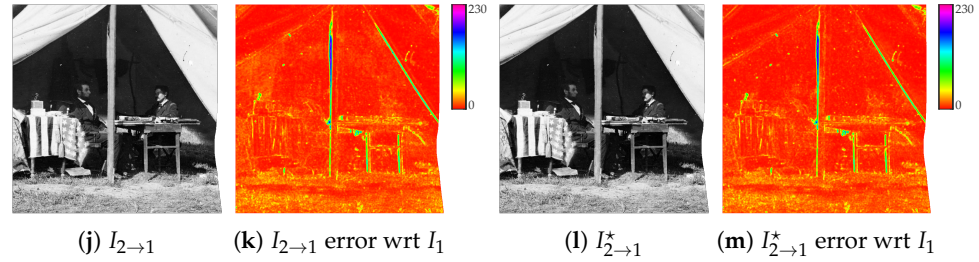 230
0
230
0
(j) I₂→₁
(k) I₂→₁ error wrt I₁
(l) I⋆₂→₁
(m) I⋆₂→₁ error wrt I₁